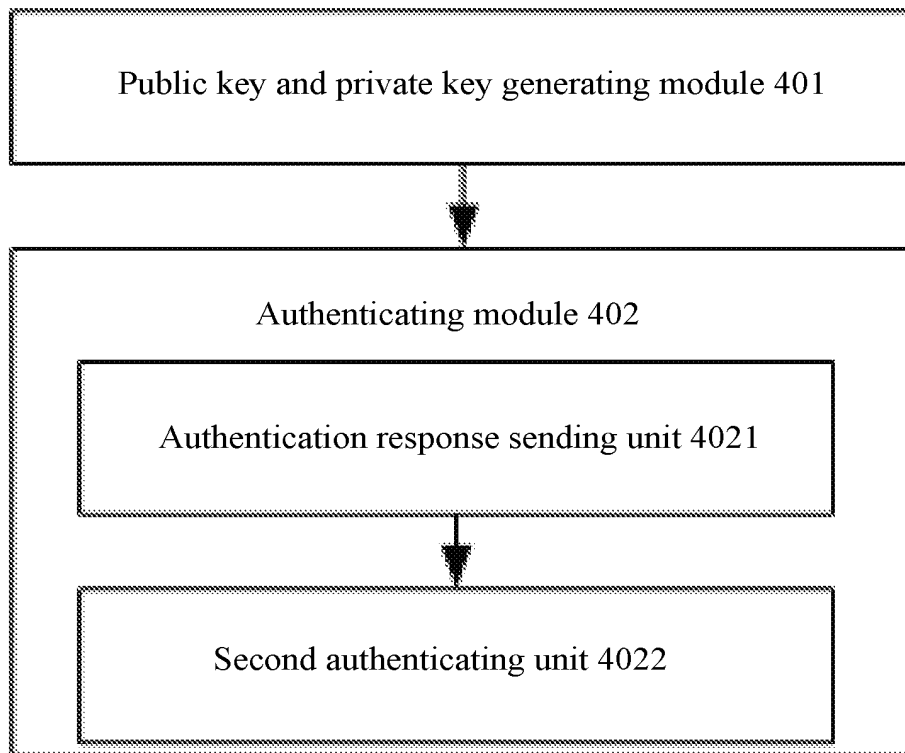 Public key and private key generating module 401
Authenticating module 402
Authentication response sending unit 4021
Second authenticating unit 4022